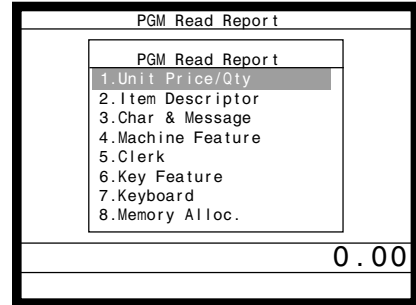 PGM Read Report
PGM Read Report
1.Unit Price/Qty
2.Item Descriptor
3.Char & Message
4.Machine Feature
5.Clerk
6.Key Feature
7.Keyboard
8.Memory Alloc.
0.00